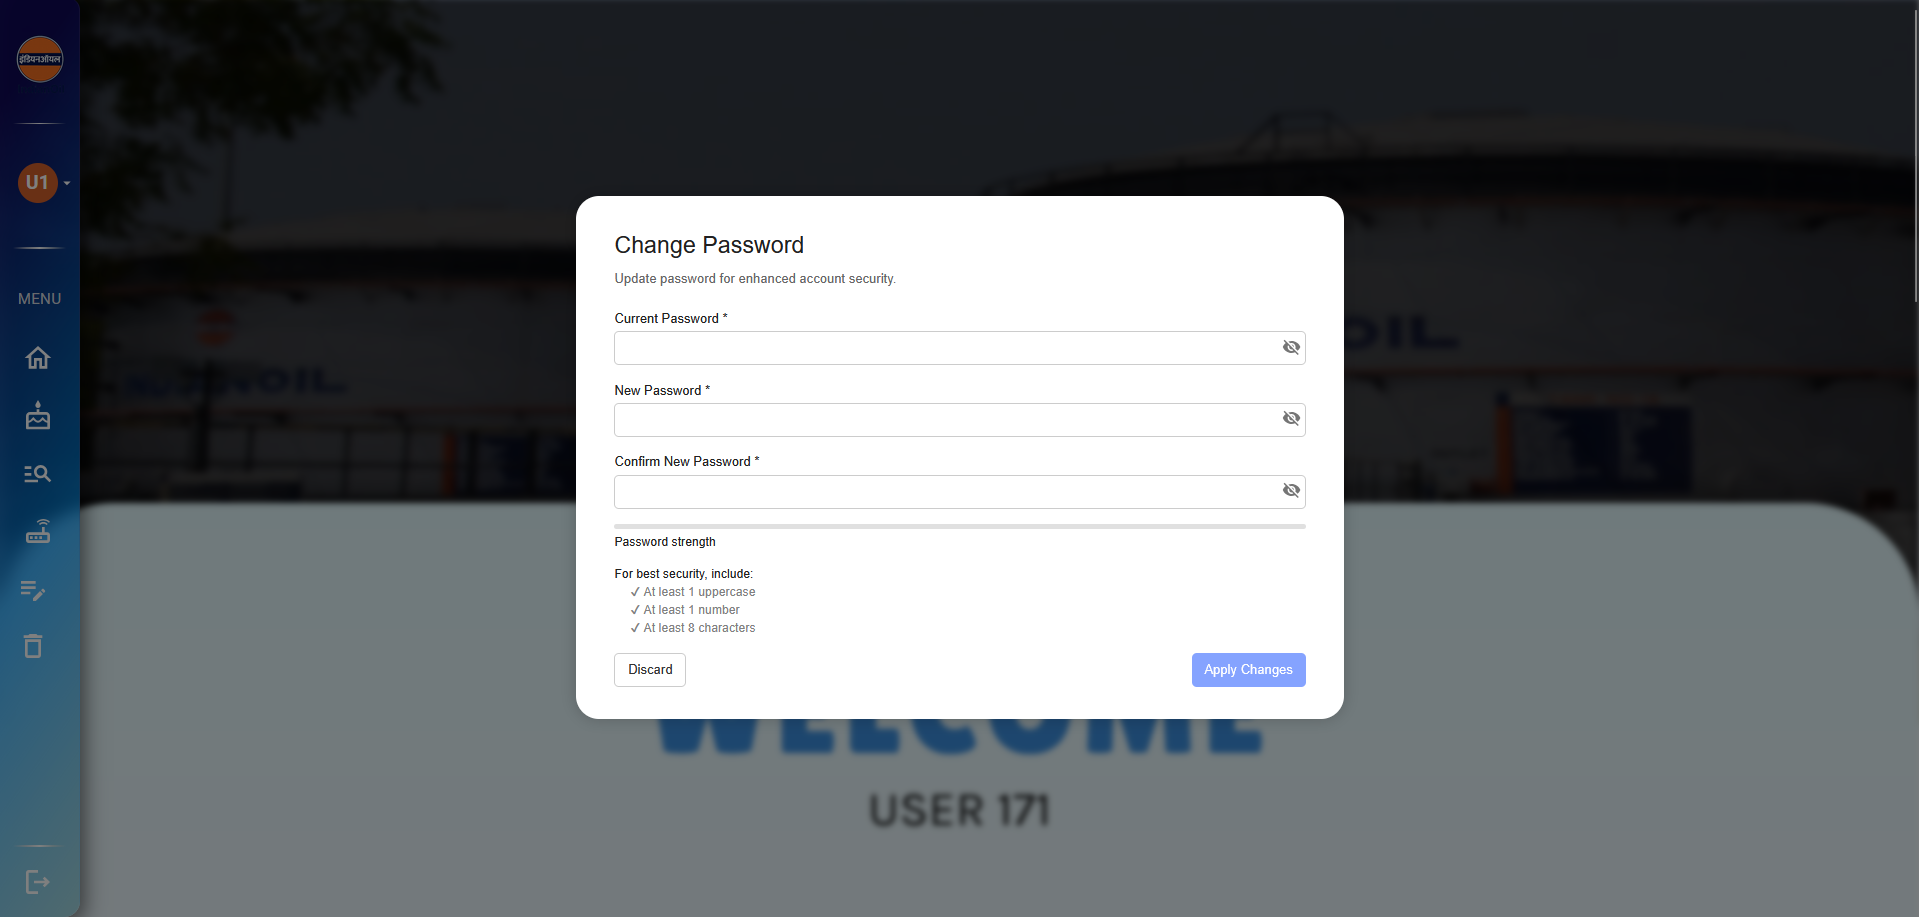 इंडियनऑयल
U1
MENU
Change Password
Update password for enhanced account security.
Current Password *
New Password *
Confirm New Password *
Password strength
For best security, include:
✓ At least 1 uppercase
✓ At least 1 number
✓ At least 8 characters
Discard
Apply Changes
OIL
WELCOME
USER 171